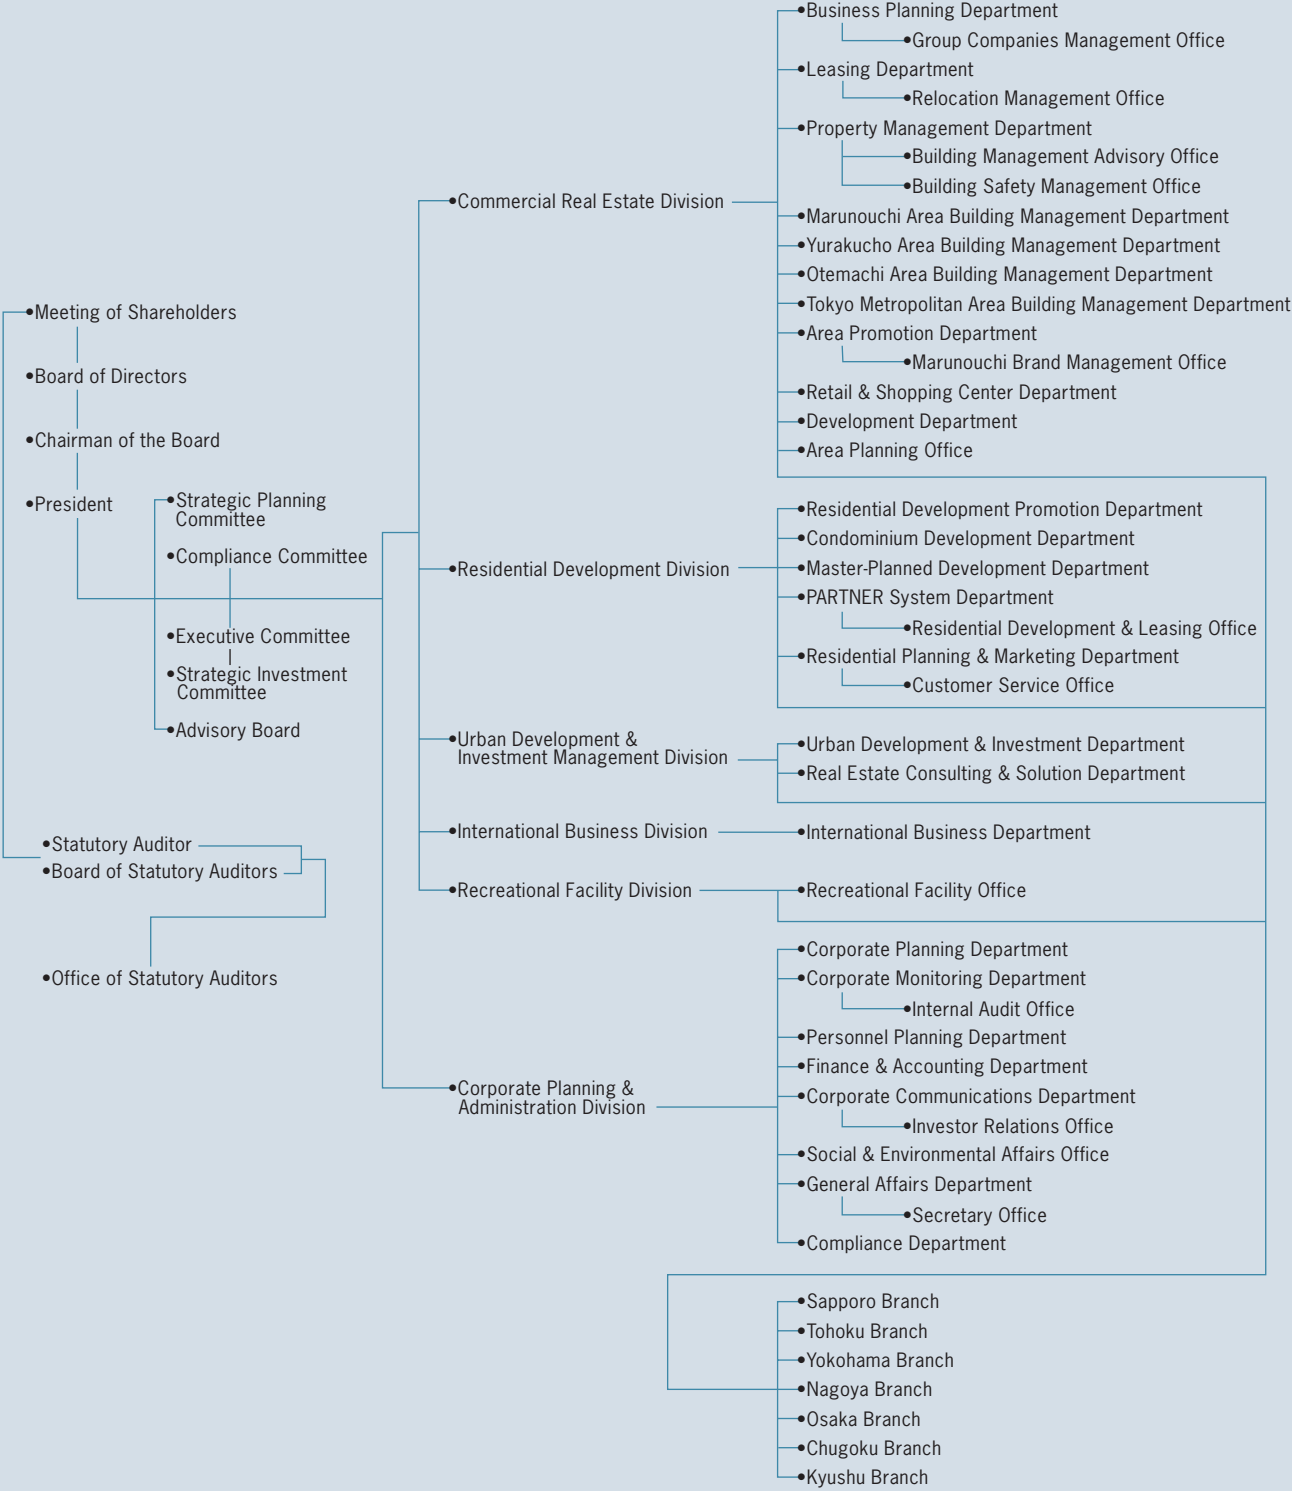 •Meeting of Shareholders
•Board of Directors
•Chairman of the Board
•President
•Strategic Planning
Committee
•Compliance Committee
•Executive Committee
•Strategic Investment
Committee
•Advisory Board
•Statutory Auditor
•Board of Statutory Auditors
•Office of Statutory Auditors
•Commercial Real Estate Division
•Business Planning Department
•Group Companies Management Office
•Leasing Department
•Relocation Management Office
•Property Management Department
•Building Management Advisory Office
•Building Safety Management Office
•Marunouchi Area Building Management Department
•Yurakucho Area Building Management Department
•Otemachi Area Building Management Department
•Tokyo Metropolitan Area Building Management Department
•Area Promotion Department
•Marunouchi Brand Management Office
•Retail & Shopping Center Department
•Development Department
•Area Planning Office
•Residential Development Division
•Residential Development Promotion Department
•Condominium Development Department
•Master-Planned Development Department
•PARTNER System Department
•Residential Development & Leasing Office
•Residential Planning & Marketing Department
•Customer Service Office
•Urban Development &
Investment Management Division
•Urban Development & Investment Department
•Real Estate Consulting & Solution Department
•International Business Division
•International Business Department
•Recreational Facility Division
•Recreational Facility Office
•Corporate Planning &
Administration Division
•Corporate Planning Department
•Corporate Monitoring Department
•Internal Audit Office
•Personnel Planning Department
•Finance & Accounting Department
•Corporate Communications Department
•Investor Relations Office
•Social & Environmental Affairs Office
•General Affairs Department
•Secretary Office
•Compliance Department
•Sapporo Branch
•Tohoku Branch
•Yokohama Branch
•Nagoya Branch
•Osaka Branch
•Chugoku Branch
•Kyushu Branch